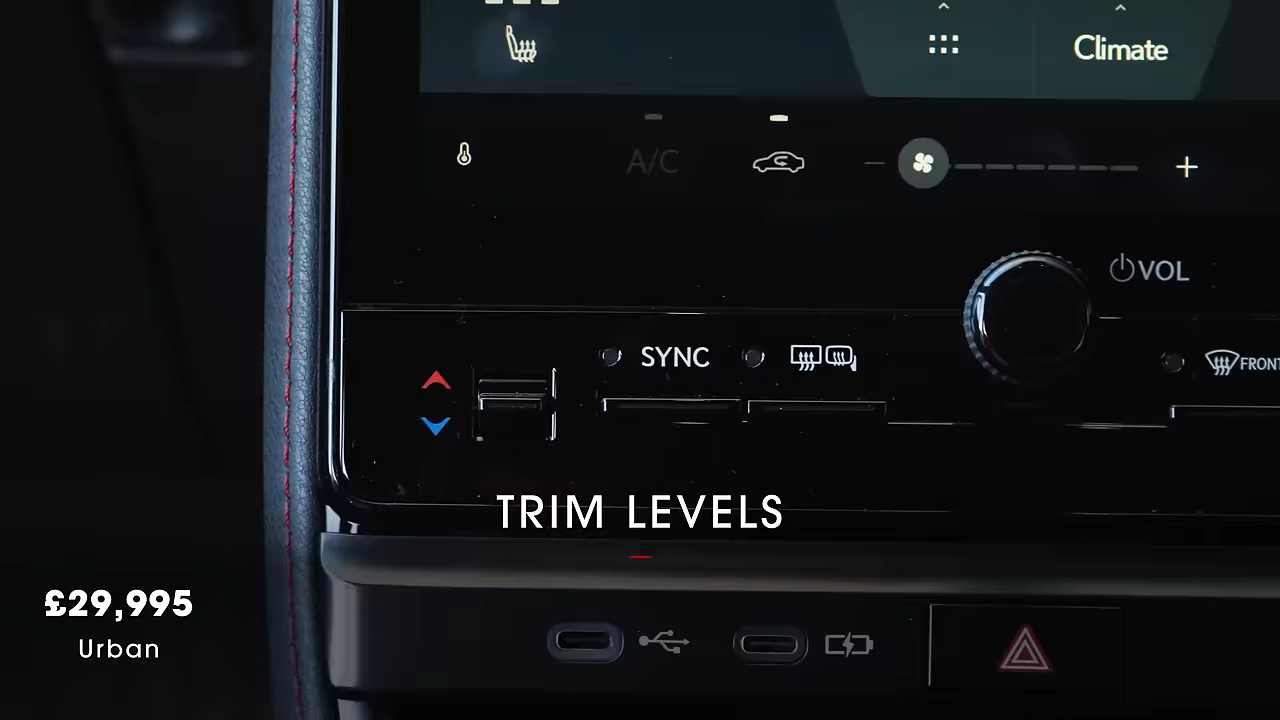 Climate
A/C
VOL
SYNC
FRONT
TRIM LEVELS
£29,995
Urban